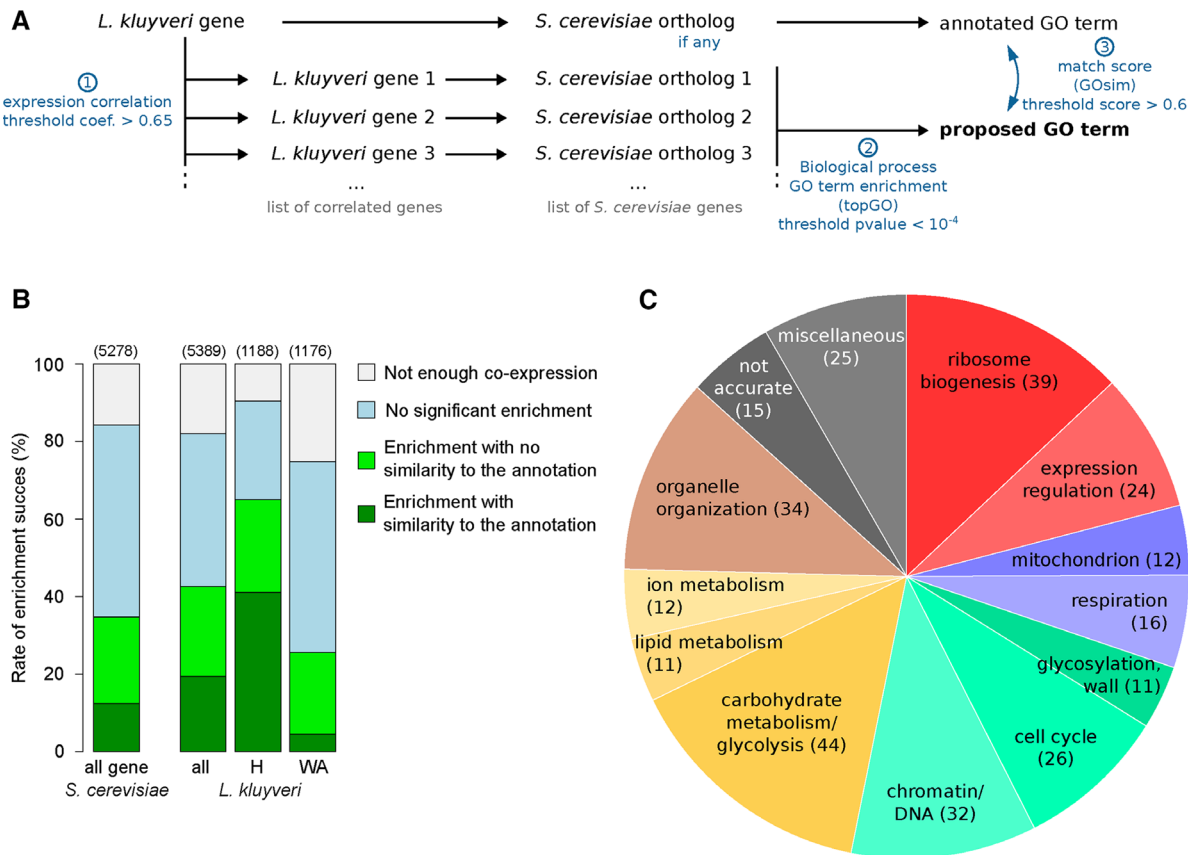 A
L. kluyveri gene
S. cerevisiae ortholog
if any
annotated GO term
1
expression correlation
threshold coef. > 0.65
L. kluyveri gene 1
L. kluyveri gene 2
L. kluyveri gene 3
...
list of correlated genes
S. cerevisiae ortholog 1
S. cerevisiae ortholog 2
S. cerevisiae ortholog 3
...
list of S. cerevisiae genes
3
match score
(GOsim)
threshold score > 0.6
proposed GO term
2
Biological process
GO term enrichment
(topGO)
threshold pvalue < 10⁻⁴
B
Rate of enrichment succes (%)
100
80
60
40
20
0
(5278)
(5389)
(1188)
(1176)
all gene
all
H
WA
S. cerevisiae
L. kluyveri
Not enough co-expression
No significant enrichment
Enrichment with no
similarity to the annotation
Enrichment with
similarity to the annotation
C
miscellaneous
(25)
ribosome
biogenesis (39)
expression
regulation (24)
mitochondrion (12)
respiration
(16)
glycosylation,
wall (11)
cell cycle
(26)
chromatin/
DNA (32)
carbohydrate
metabolism/
glycolysis (44)
lipid metabolism
(11)
ion metabolism
(12)
organelle
organization (34)
not
accurate
(15)